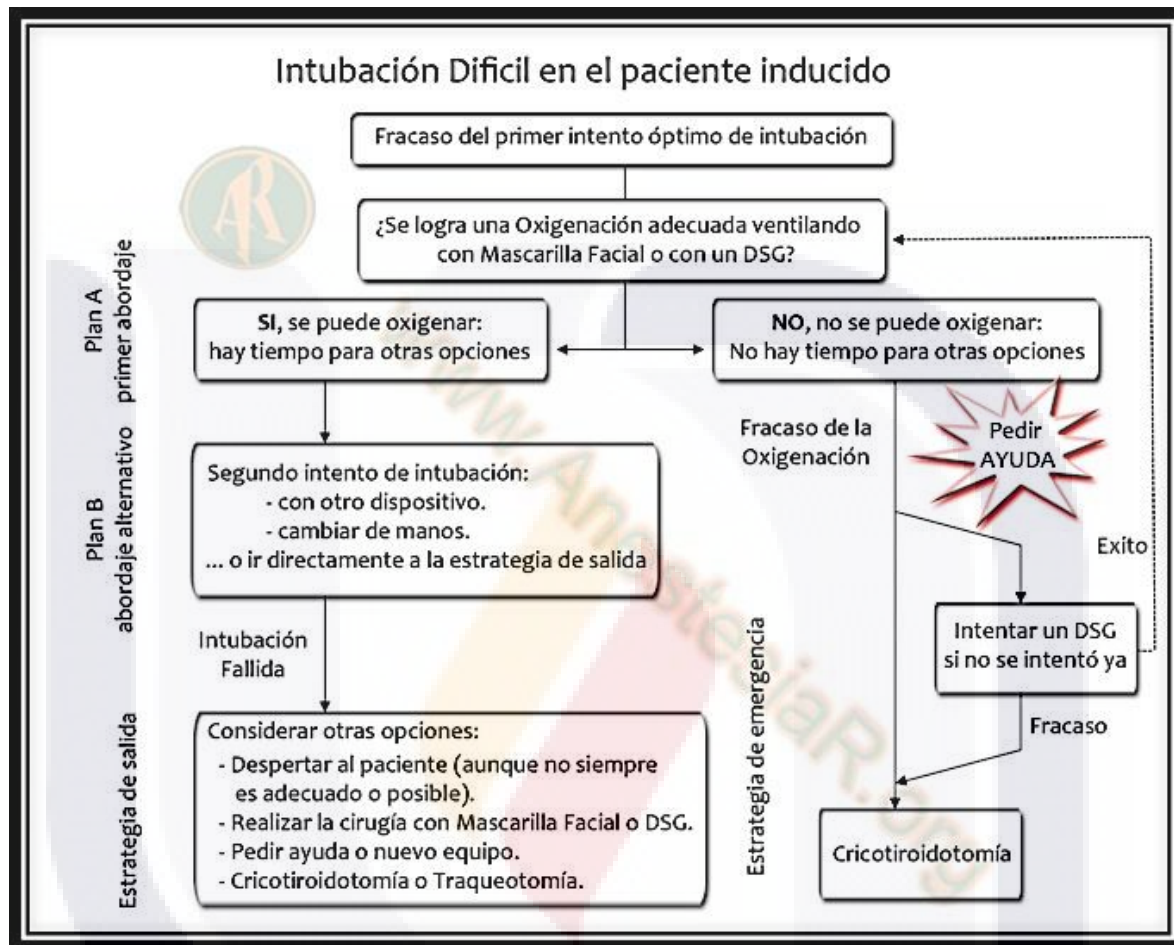 Intubación Dificil en el paciente inducido
Fracaso del primer intento óptimo de intubación
¿Se logra una Oxigenación adecuada ventilando
con Mascarilla Facial o con un DSG?
Plan A
primer abordaje
SI, se puede oxigenar:
hay tiempo para otras opciones
NO, no se puede oxigenar:
No hay tiempo para otras opciones
Fracaso de la
Oxigenación
Pedir
AYUDA
Plan B
abordaje alternativo
Segundo intento de intubación:
- con otro dispositivo.
- cambiar de manos.
... o ir directamente a la estrategia de salida
Exito
Intentar un DSG
si no se intentó ya
Intubación
Fallida
Fracaso
Estrategia de salida
Considerar otras opciones:
- Despertar al paciente (aunque no siempre
es adecuado o posible).
- Realizar la cirugía con Mascarilla Facial o DSG.
- Pedir ayuda o nuevo equipo.
- Cricotiroidotomía o Traqueotomía.
Estrategia de emergencia
Cricotiroidotomía
AR
www.AnestesiaR.org